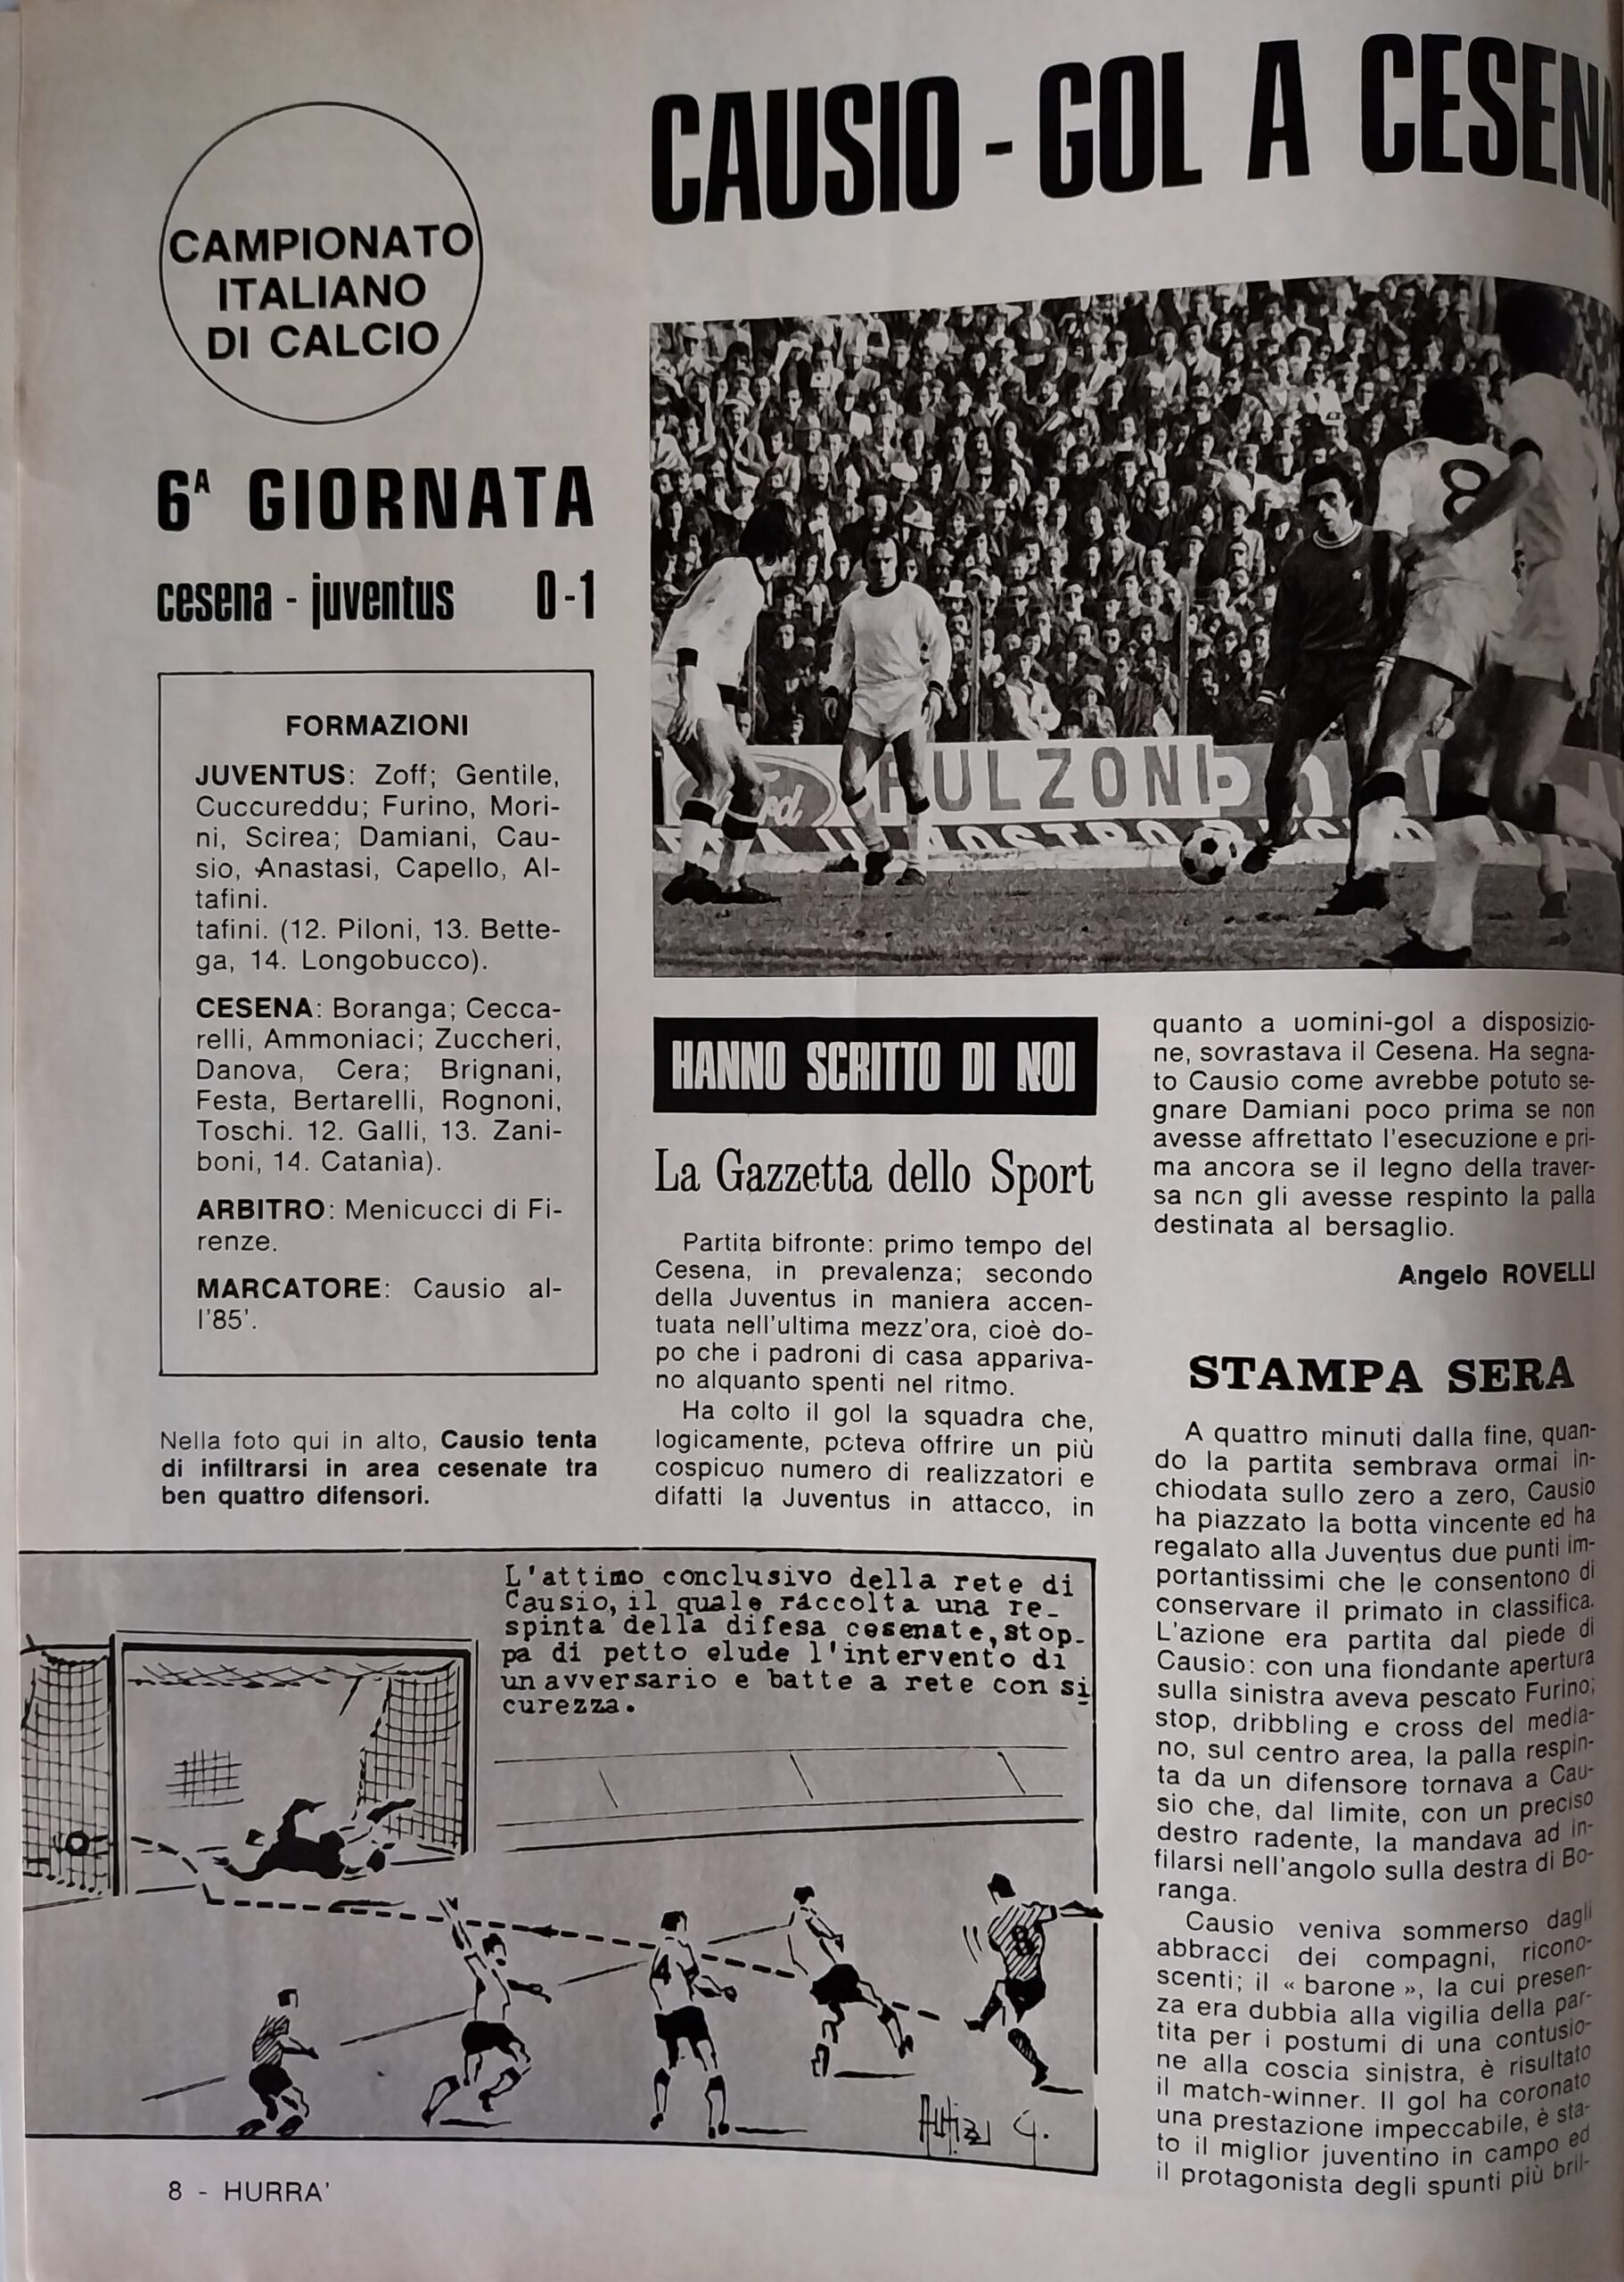 CAUSIO - GOL A CESENA
CAMPIONATO
ITALIANO
DI CALCIO
6A GIORNATA
cesena - juventus 0-1
FORMAZIONI
JUVENTUS: Zoff; Gentile,
Cuccureddu; Furino, Mori-
ni, Scirea; Damiani, Cau-
sio, Anastasi, Capello, Al-
tafini.
tafini. (12. Piloni, 13. Bette-
ga, 14. Longobucco).
CESENA: Boranga; Cecca-
relli, Ammoniaci; Zuccheri,
Danova, Cera; Brignani,
Festa, Bertarelli, Rognoni,
Toschi. 12. Galli, 13. Zani-
boni, 14. Catania).
ARBITRO: Menicucci di Fi-
renze.
MARCATORE: Causio al-
l'85'.
Nella foto qui in alto, Causio tenta
di infiltrarsi in area cesenate tra
ben quattro difensori.
8
BULZONI
HANNO SCRITTO DI NOI
La Gazzetta dello Sport
Partita bifronte: primo tempo del
Cesena, in prevalenza; secondo
della Juventus in maniera accen-
tuata nell'ultima mezz'ora, cioè do-
po che i padroni di casa appariva-
no alquanto spenti nel ritmo.
Ha colto il gol la squadra che,
logicamente, poteva offrire un più
cospicuo numero di realizzatori e
difatti la Juventus in attacco, in
quanto a uomini-gol a disposizio-
ne, sovrastava il Cesena. Ha segna-
to Causio come avrebbe potuto se-
gnare Damiani poco prima se non
avesse affrettato l'esecuzione e pri-
ma ancora se il legno della traver-
sa non gli avesse respinto la palla
destinata al bersaglio.
Angelo ROVELLI
STAMPA SERA
A quattro minuti dalla fine, quan-
do la partita sembrava ormai in-
chiodata sullo zero a zero, Causio
ha piazzato la botta vincente ed ha
regalato alla Juventus due punti im-
portantissimi che le consentono di
conservare il primato in classifica.
L'azione era partita dal piede di
Causio: con una fiondante apertura
sulla sinistra aveva pescato Furino;
stop, dribbling e cross del media-
no, sul centro area, la palla respin-
ta da un difensore tornava a Cau-
sio che, dal limite, con un preciso
destro radente, la mandava ad in-
filarsi nell'angolo sulla destra di Bo-
ranga.
Causio veniva sommerso dagli
abbracci dei compagni, ricono-
scenti; il « barone », la cui presen-
za era dubbia alla vigilia della par-
tita per i postumi di una contusio-
ne alla coscia sinistra, è risultato
il match-winner. Il gol ha coronato
una prestazione impeccabile, è sta-
to il miglior juventino in campo ed
il protagonista degli spunti più bril-
L'attimo conclusivo della rete di
Causio, il quale raccolta una re-
spinta della difesa cesenate, stop-
pa di petto elude l'intervento di
un avversario e batte a rete con si
curezza.
4
8
8 - HURRA'